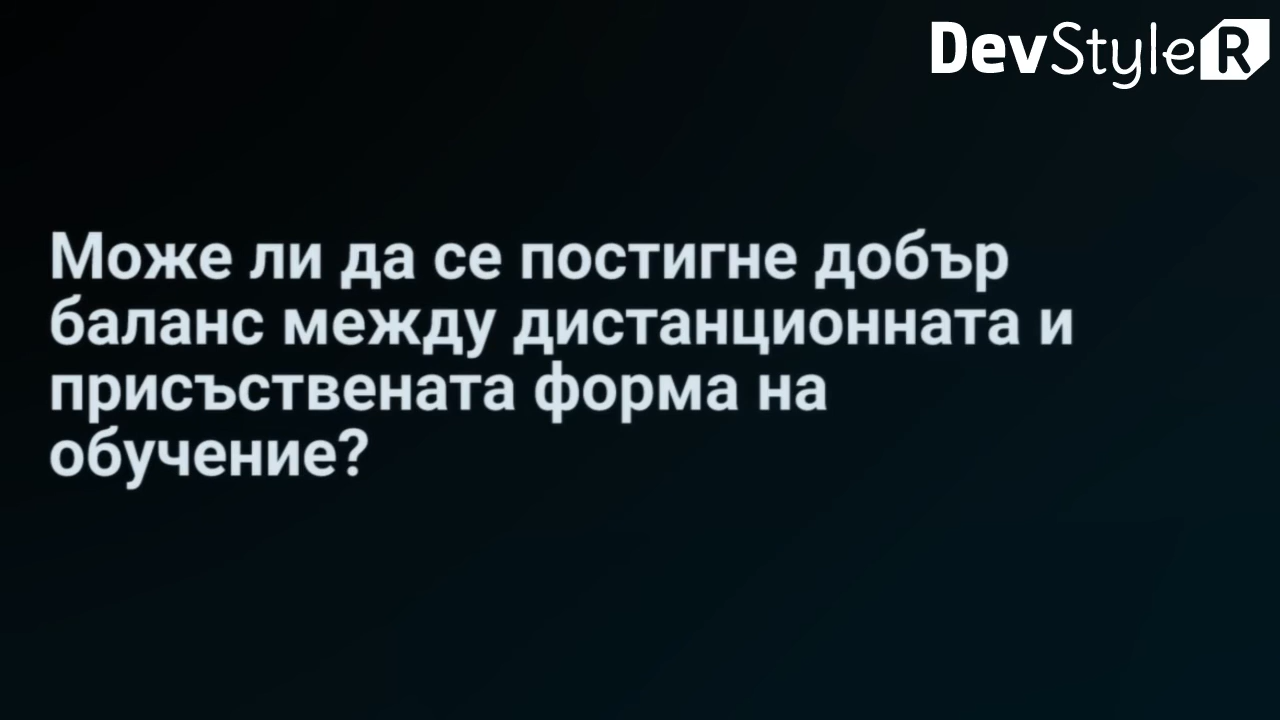 DevStyleR
Може ли да се постигне добър
баланс между дистанционната и
присъствената форма на
обучение?